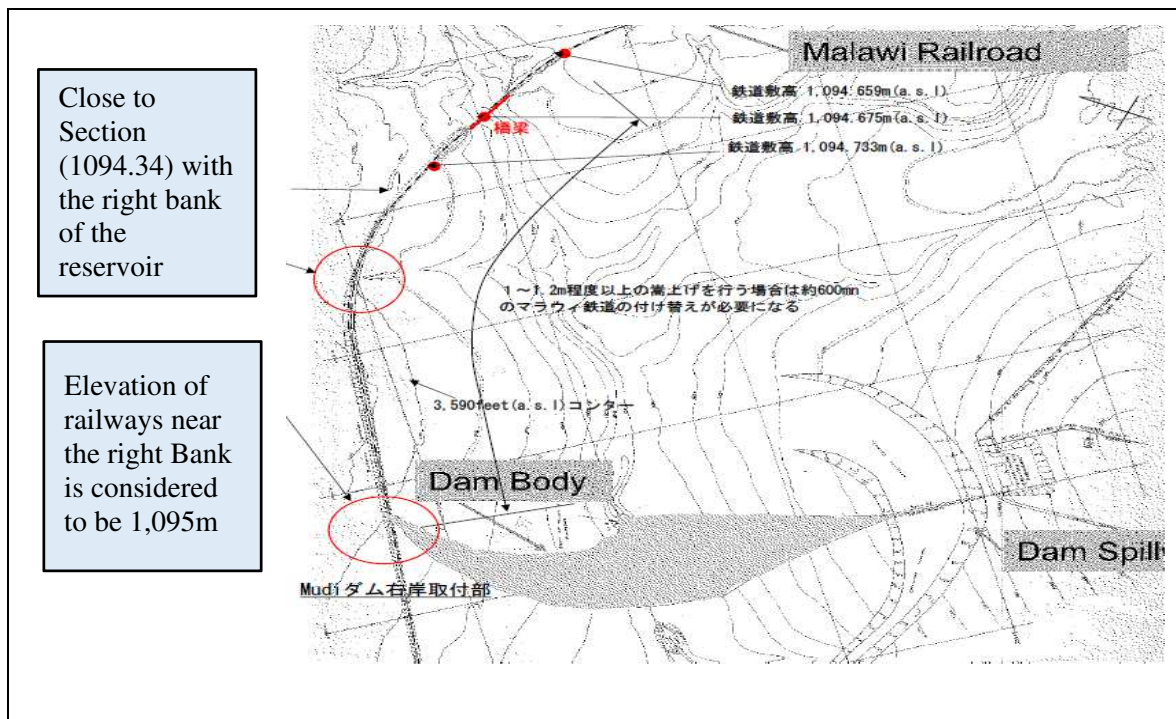 Close to
Section
(1094.34) with
the right bank
of the
reservoir
Elevation of
railways near
the right Bank
is considered
to be 1,095m
Malawi Railroad
鉄道敷高 1,094.659m(a.s.l)
鉄道敷高 1,094.675m(a.s.l)
橋梁
鉄道敷高 1,094.733m(a.s.l)
1～1.2m程度以上の嵩上げを行う場合は約600mn
のマラウィ鉄道の付け替えが必要になる
3,590feet(a.s.l)コンター
Dam Body
Dam Spillw
Mudiダム右岸取付部